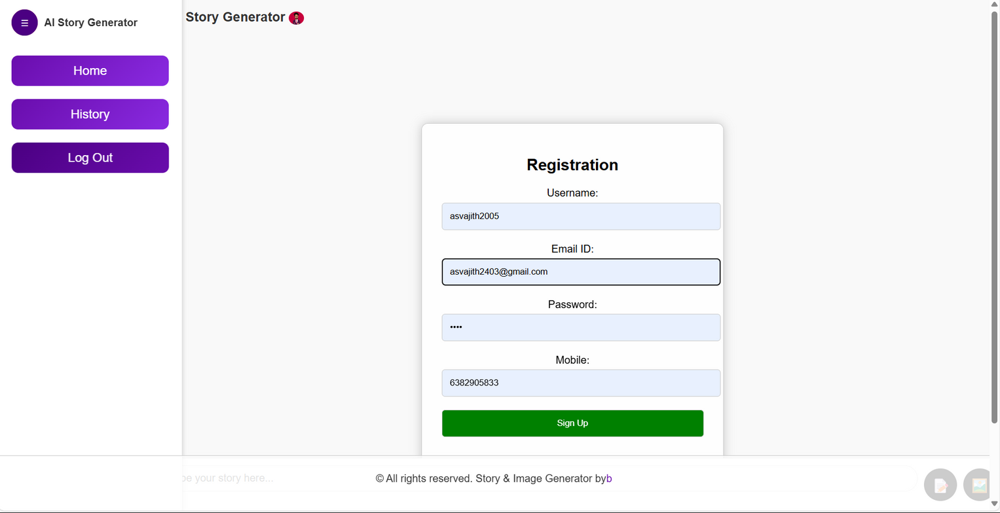 ☰ AI Story Generator
Story Generator
Home
History
Log Out
Registration
Username:
asvajith2005
Email ID:
asvajith2403@gmail.com
Password:
••••
Mobile:
6382905833
Sign Up
your story here...
© All rights reserved. Story & Image Generator byb